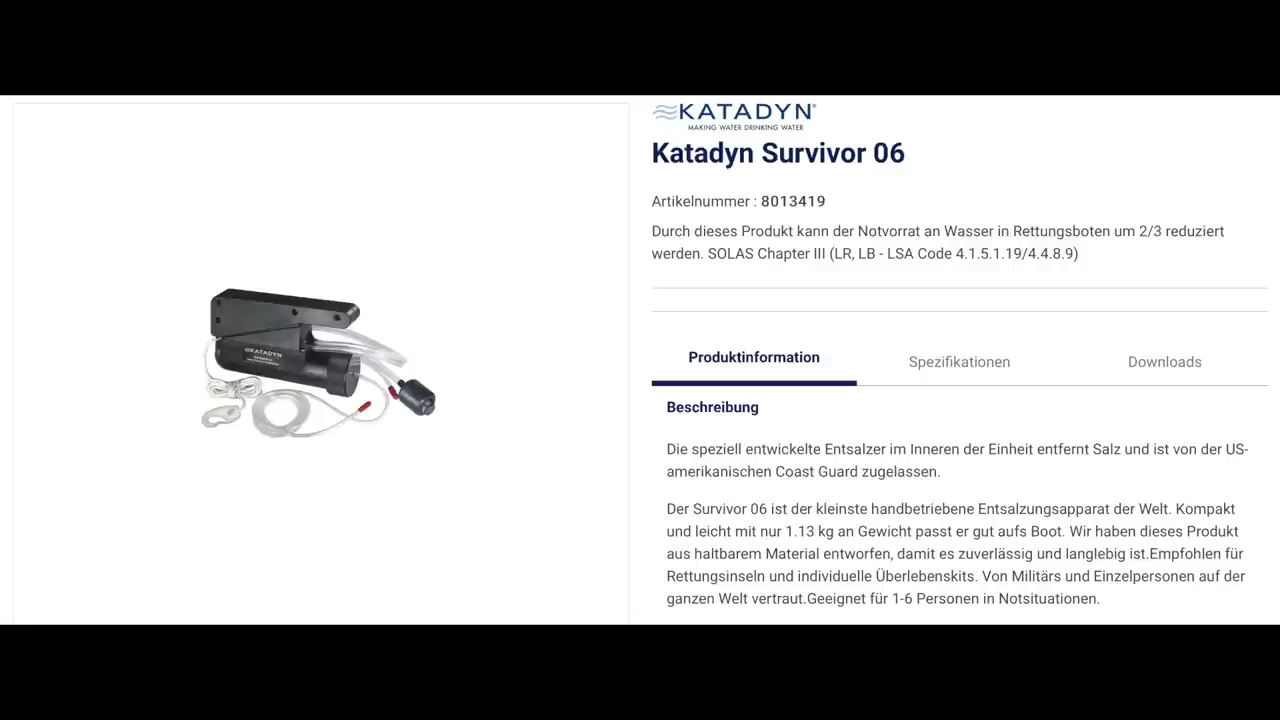 KATADYN®
MAKING WATER DRINKING WATER
Katadyn Survivor 06
Artikelnummer : 8013419
Durch dieses Produkt kann der Notvorrat an Wasser in Rettungsboten um 2/3 reduziert
werden. SOLAS Chapter III (LR, LB - LSA Code 4.1.5.1.19/4.4.8.9)
KATADYN
Produktinformation
Spezifikationen
Downloads
Beschreibung
Die speziell entwickelte Entsalzer im Inneren der Einheit entfernt Salz und ist von der US-
amerikanischen Coast Guard zugelassen.
Der Survivor 06 ist der kleinste handbetriebene Entsalzungsapparat der Welt. Kompakt
und leicht mit nur 1.13 kg an Gewicht passt er gut aufs Boot. Wir haben dieses Produkt
aus haltbarem Material entworfen, damit es zuverlässig und langlebig ist.Empfohlen für
Rettungsinseln und individuelle Überlebenskits. Von Militärs und Einzelpersonen auf der
ganzen Welt vertraut.Geeignet für 1-6 Personen in Notsituationen.